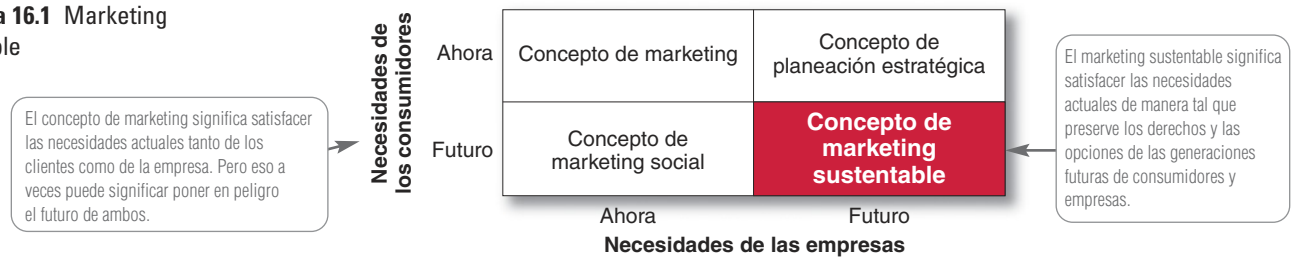 a 16.1 Marketing
ble
El concepto de marketing significa satisfacer
las necesidades actuales tanto de los
clientes como de la empresa. Pero eso a
veces puede significar poner en peligro
el futuro de ambos.
Necesidades de
los consumidores
Ahora
Concepto de marketing
Concepto de
planeación estratégica
Futuro
Concepto de
marketing social
Concepto de
marketing
sustentable
Ahora
Futuro
Necesidades de las empresas
El marketing sustentable significa
satisfacer las necesidades
actuales de manera tal que
preserve los derechos y las
opciones de las generaciones
futuras de consumidores y
empresas.